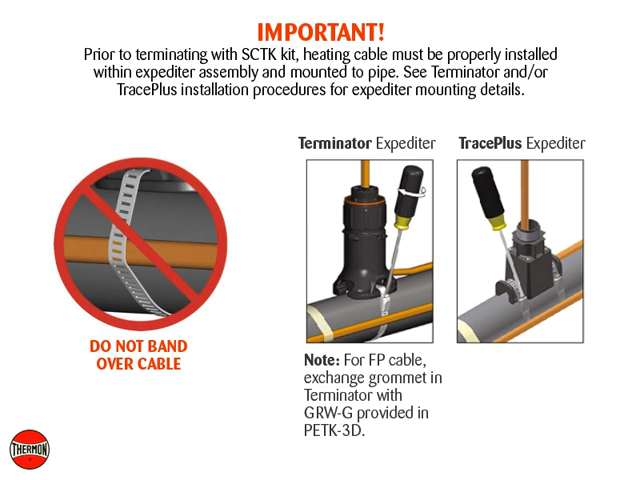 IMPORTANT!
Prior to terminating with SCTK kit, heating cable must be properly installed
within expediter assembly and mounted to pipe. See Terminator and/or
TracePlus installation procedures for expediter mounting details.
Terminator Expediter
TracePlus Expediter
DO NOT BAND
OVER CABLE
Note: For FP cable,
exchange grommet in
Terminator with
GRW-G provided in
PETK-3D.
THERMON